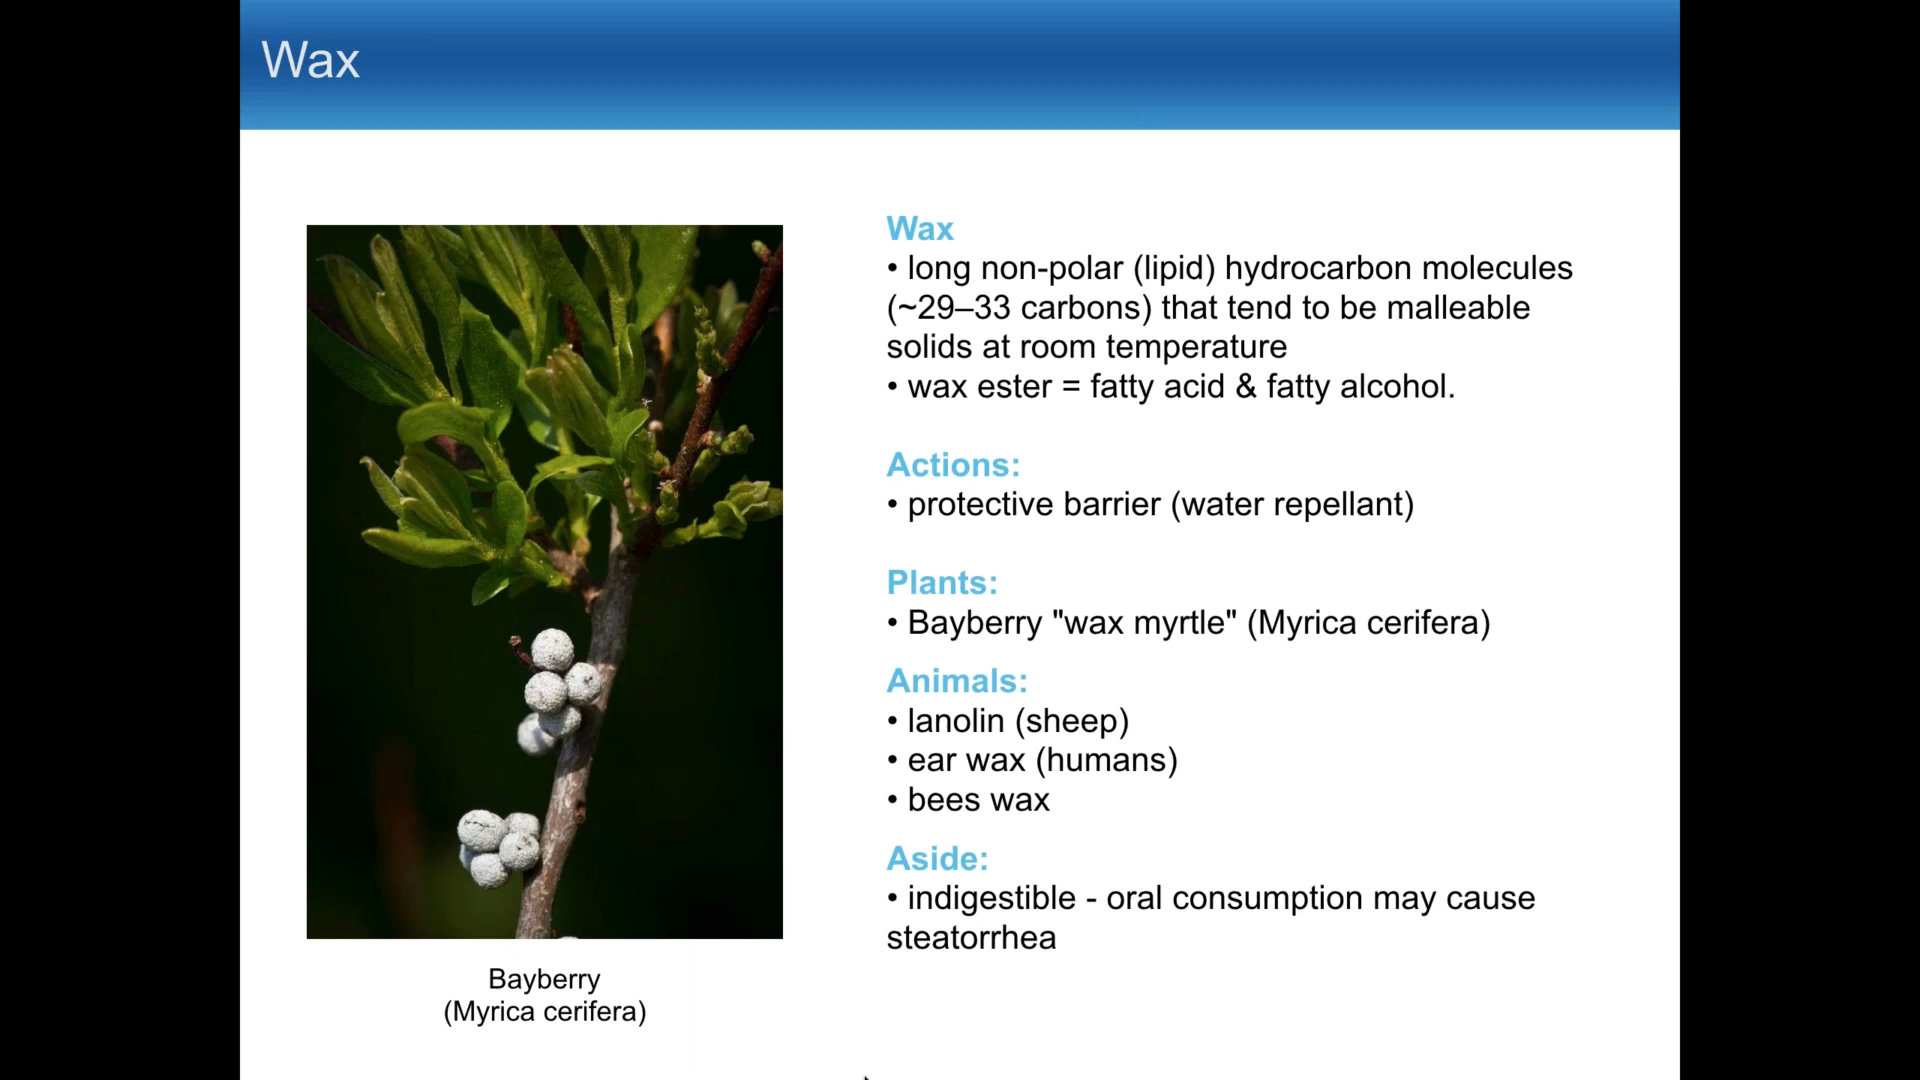 Wax
Wax
• long non-polar (lipid) hydrocarbon molecules
(~29–33 carbons) that tend to be malleable
solids at room temperature
• wax ester = fatty acid & fatty alcohol.
Actions:
• protective barrier (water repellant)
Plants:
• Bayberry "wax myrtle" (Myrica cerifera)
Animals:
• lanolin (sheep)
• ear wax (humans)
• bees wax
Aside:
• indigestible - oral consumption may cause
steatorrhea
Bayberry
(Myrica cerifera)